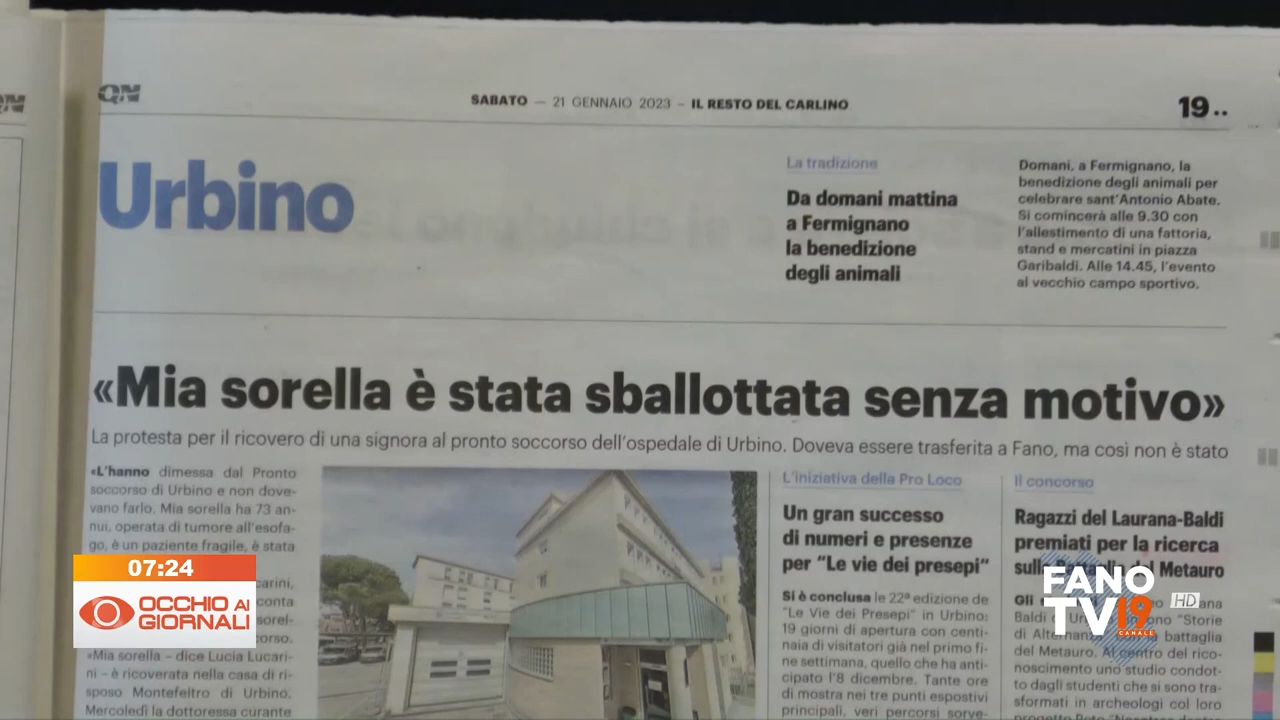 QN
SABATO — 21 GENNAIO 2023 – IL RESTO DEL CARLINO
19 ..
Urbino
La tradizione
Da domani mattina
a Fermignano
la benedizione
degli animali
Domani, a Fermignano, la
benedizione degli animali per
celebrare sant'Antonio Abate.
Si comincerà alle 9.30 con
l'allestimento di una fattoria,
stand e mercatini in piazza
Garibaldi. Alle 14.45, l'evento
al vecchio campo sportivo.
«Mia sorella è stata sballottata senza motivo»
La protesta per il ricovero di una signora al pronto soccorso dell'ospedale di Urbino. Doveva essere trasferita a Fano, ma così non è stato
«L'hanno dimessa dal Pronto
soccorso di Urbino e non dove-
vano farlo. Mia sorella ha 73 an-
nui, operata di tumore all'esofa-
go, è un paziente fragile, è stata
«Mia sorella – dice Lucia Lucari-
ni – è ricoverata nella casa di ri-
sposo Montefeltro di Urbino.
Mercoledì la dottoressa curante
L'iniziativa della Pro Loco
Un gran successo
di numeri e presenze
per "Le vie dei presepi"
Si è conclusa le 22ª edizione de
"Le Vie dei Presepi" in Urbino:
19 giorni di apertura con centi-
naia di visitatori già nel primo fi-
ne settimana, quello che ha anti-
cipato l'8 dicembre. Tante ore
di mostra nei tre punti espostivi
principali, veri percorsi sorve-
Il concorso
Ragazzi del Laurana-Baldi
premiati per la ricerca
Metauro
Gli
Baldi "Storie
di battaglia
del Metauro. Al centro del rico-
noscimento uno studio condot-
to dagli studenti che si sono tra-
sformati in archeologi col loro
07:24
OCCHIO AI
GIORNALI
FANO
TV19
CANALE
HD